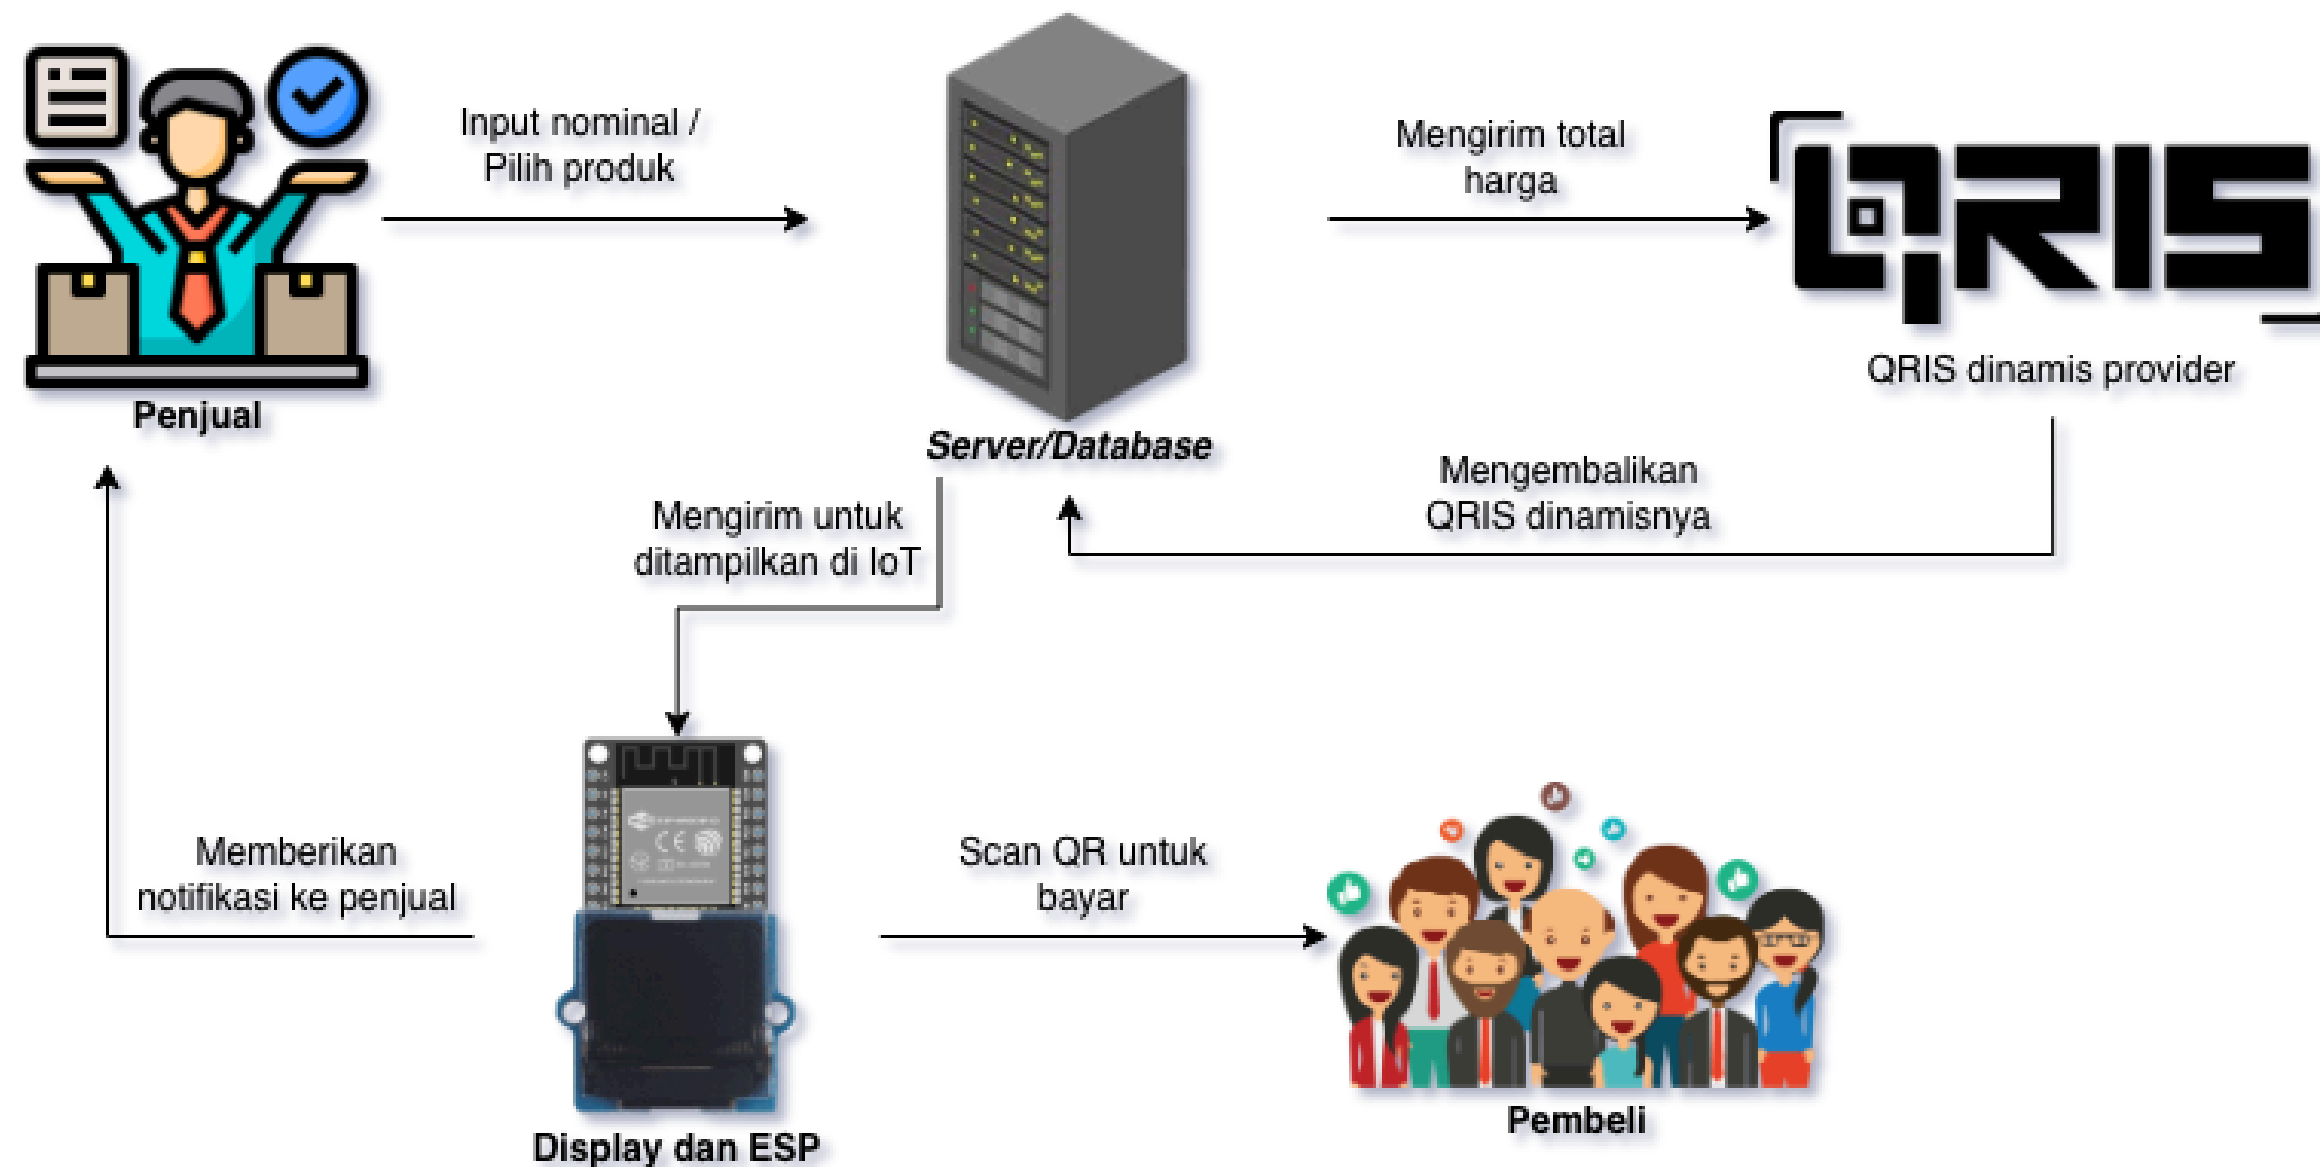 Input nominal /
Pilih produk
Mengirim total
harga
QRIS
QRIS dinamis provider
Penjual
Server/Database
Mengembalikan
QRIS dinamisnya
Mengirim untuk
ditampilkan di IoT
Memberikan
notifikasi ke penjual
CE
Scan QR untuk
bayar
Pembeli
Display dan ESP